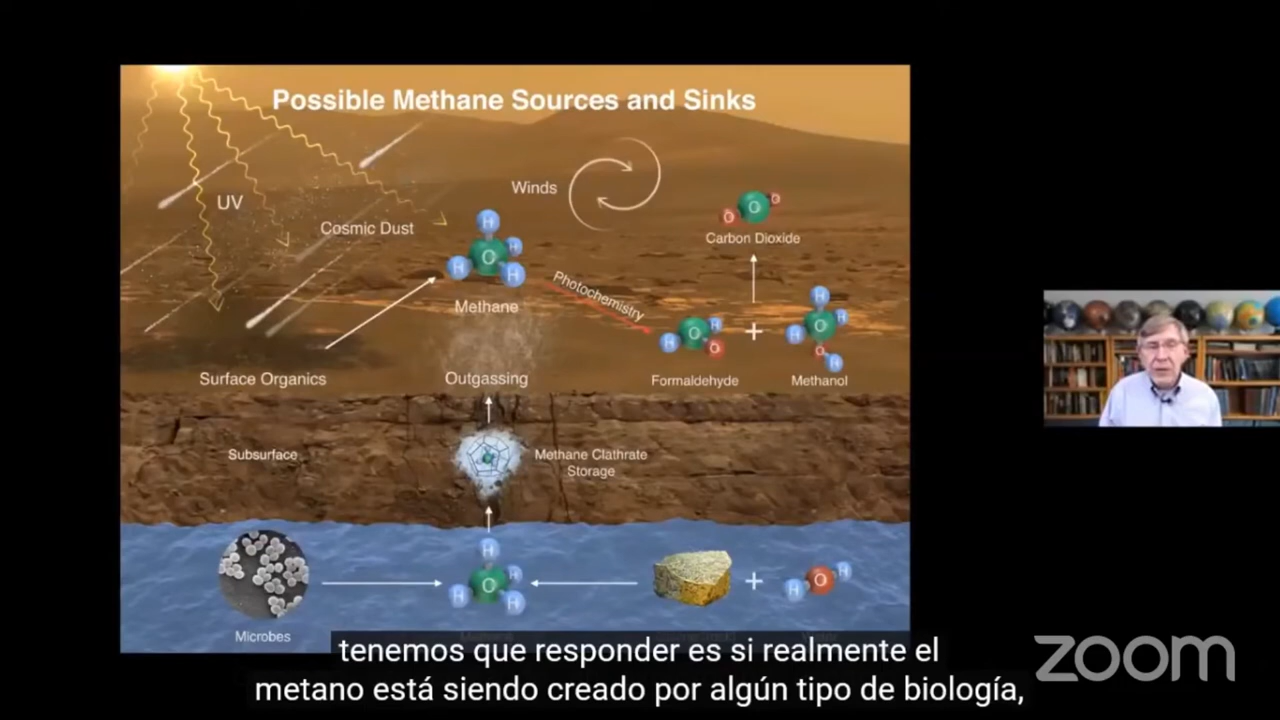 Possible Methane Sources and Sinks
UV
Cosmic Dust
Winds
H
H
H
H
Methane
Photochemistry
O
Carbon Dioxide
+
Formaldehyde
Methanol
Surface Organics
Outgassing
Subsurface
Methane Clathrate
Storage
H
H
H
H
+
H
O
H
Microbes
tenemos que responder es si realmente el
metano está siendo creado por algún tipo de biología,
zoom